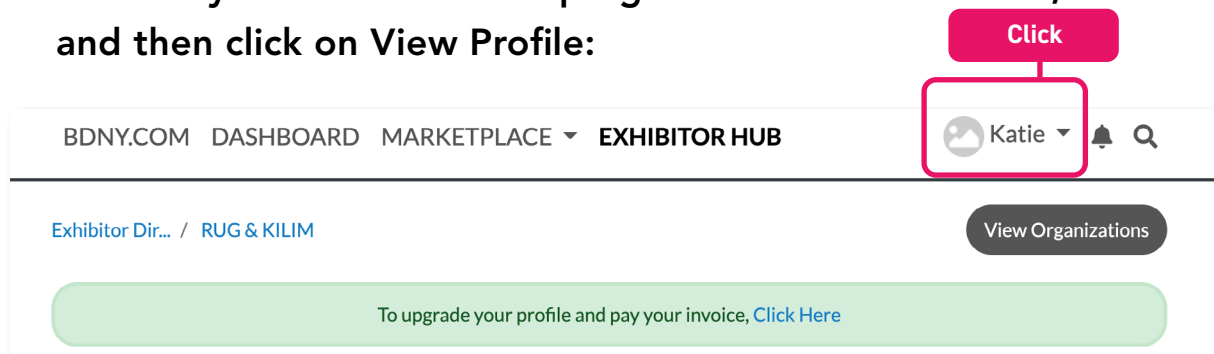 and then click on View Profile:
Click
BDNY.COM DASHBOARD MARKETPLACE EXHIBITOR HUB Katie
Exhibitor Dir... / RUG & KILIM View Organizations
To upgrade your profile and pay your invoice, Click Here